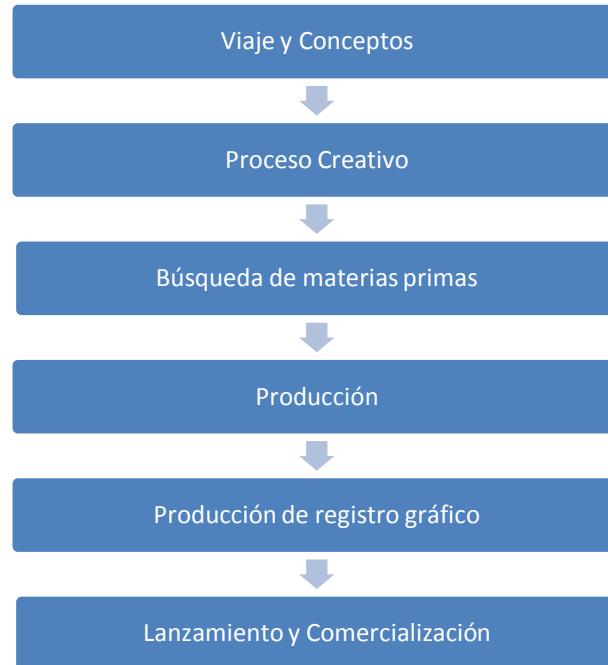 Viaje y Conceptos
Proceso Creativo
Búsqueda de materias primas
Producción
Producción de registro gráfico
Lanzamiento y Comercialización